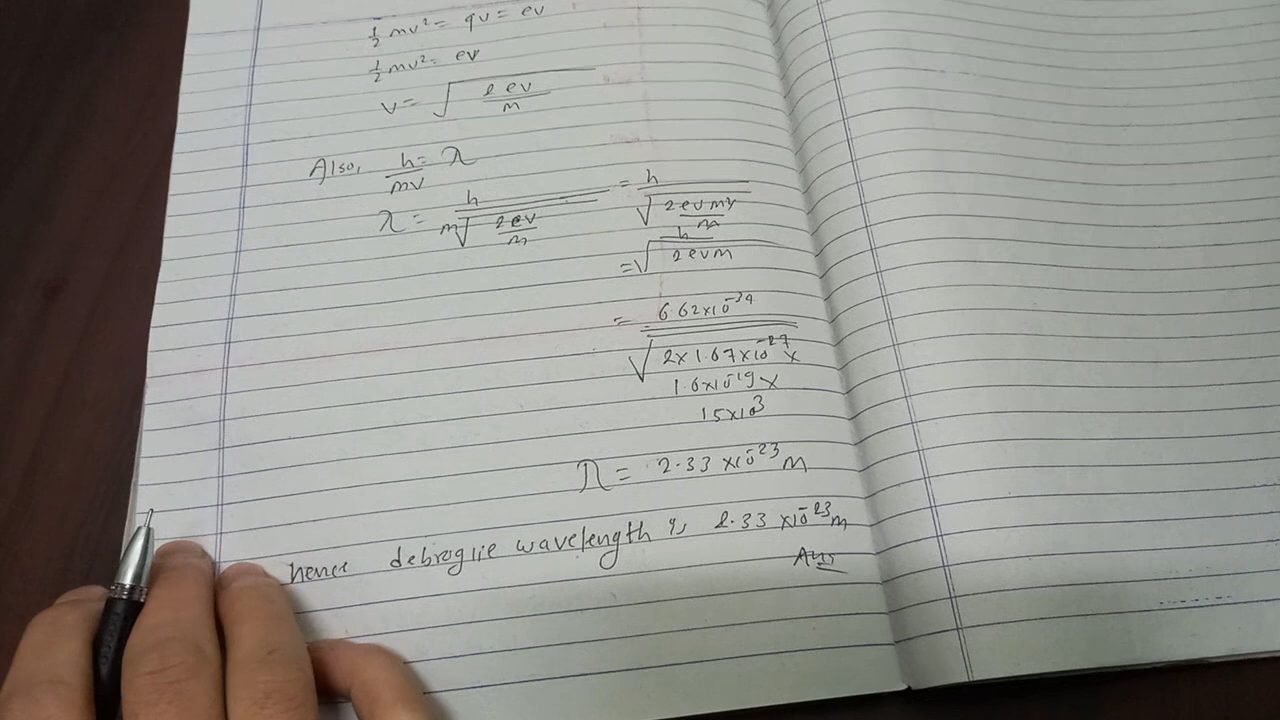 ½ mv² = qv = ev
½ mv² = ev
v = √(2ev/m)
Also, h/mv = λ
λ = h/(m√(2ev/m)) = h/√(2ev mv/m)
= h/√(2evm)
= 6.62×10⁻³⁴
√ 2×1.67×10⁻²⁷ ×
1.6×10⁻¹⁹ ×
15×10³
λ = 2.33 ×10⁻²³ m
hence debroglie wavelength is 2.33 ×10⁻²³ m
Ans